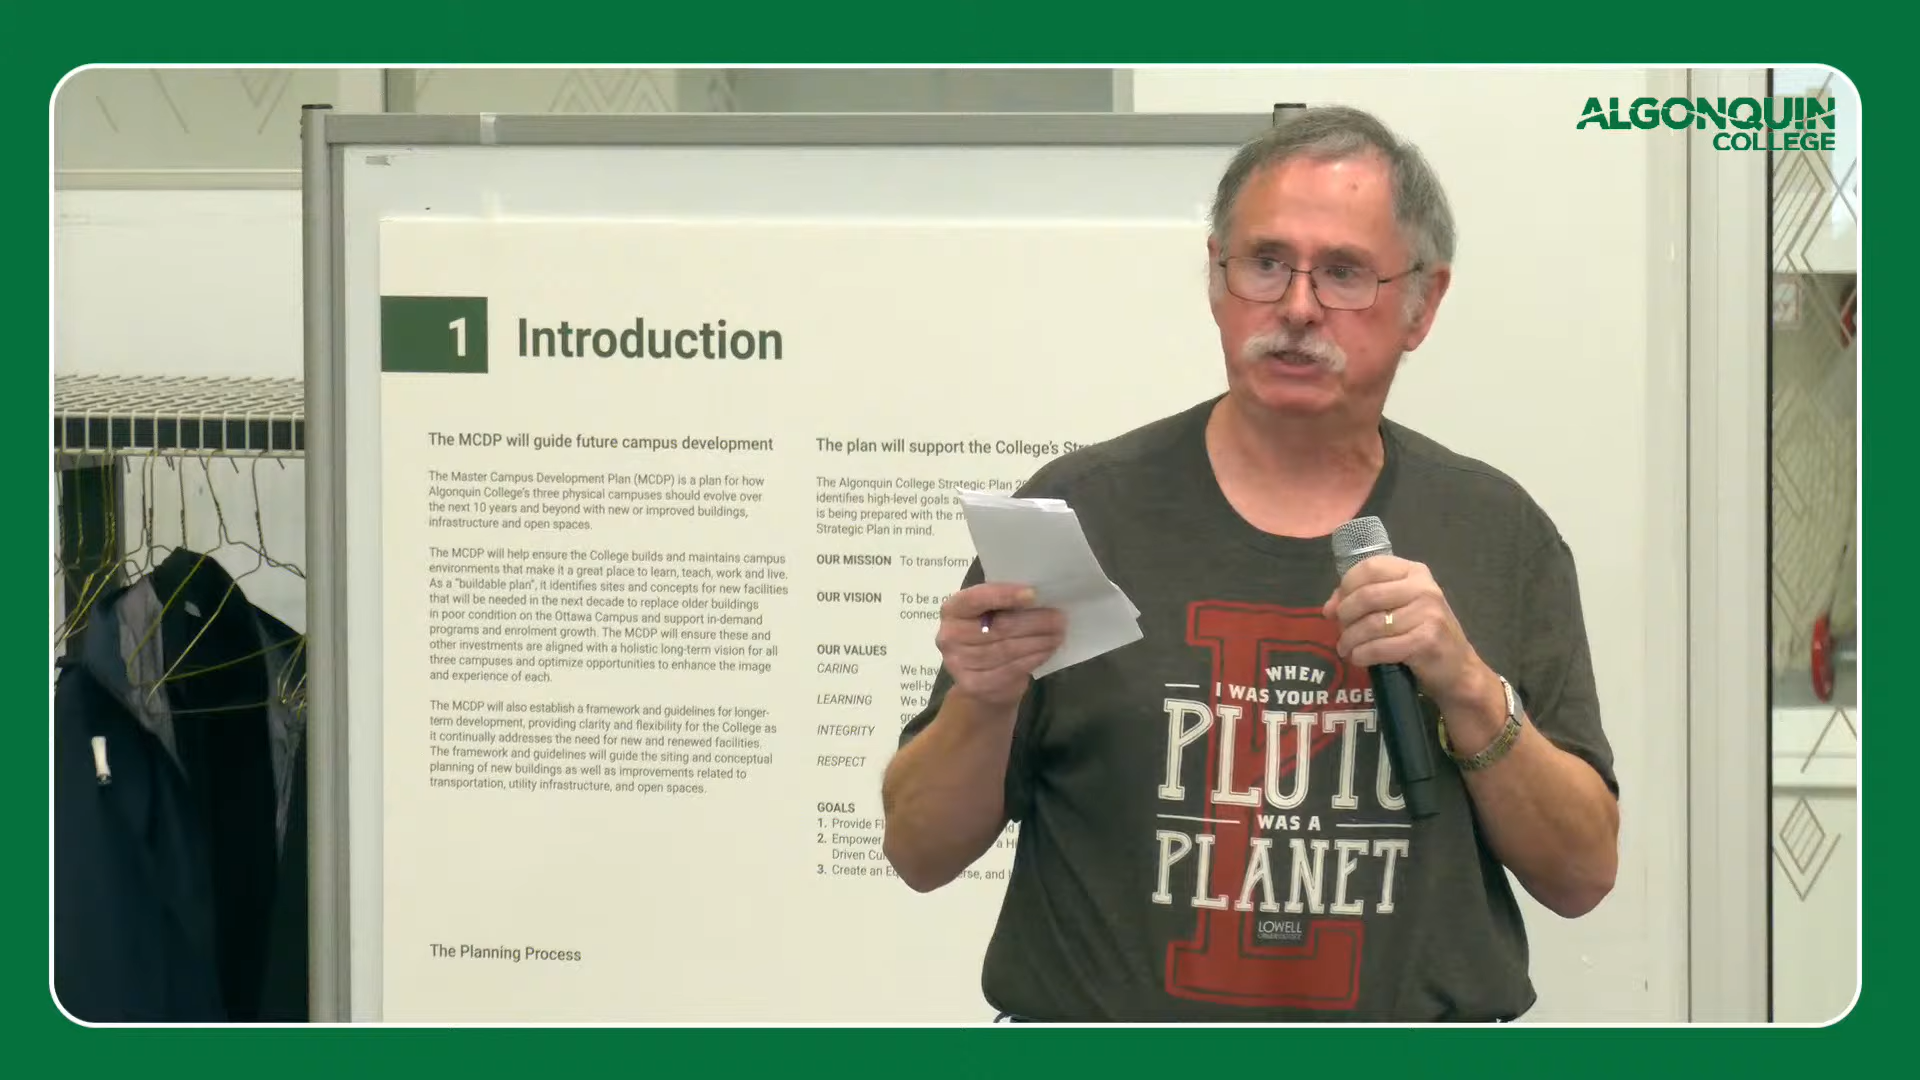 ALGONQUIN
COLLEGE
1 Introduction
The MCDP will guide future campus development
The Master Campus Development Plan (MCDP) is a plan for how
Algonquin College's three physical campuses should evolve over
the next 10 years and beyond with new or improved buildings,
infrastructure and open spaces.
The MCDP will help ensure the College builds and maintains campus
environments that make it a great place to learn, teach, work and live.
As a "buildable plan", it identifies sites and concepts for new facilities
that will be needed in the next decade to replace older buildings
in poor condition on the Ottawa Campus and support in-demand
programs and enrolment growth. The MCDP will ensure these and
other investments are aligned with a holistic long-term vision for all
three campuses and optimize opportunities to enhance the image
and experience of each.
The MCDP will also establish a framework and guidelines for longer-
term development, providing clarity and flexibility for the College as
it continually addresses the need for new and renewed facilities.
The framework and guidelines will guide the siting and conceptual
planning of new buildings as well as improvements related to
transportation, utility infrastructure, and open spaces.
The Planning Process
The plan will support the College's
The Algonquin College Strategic Plan
identifies high-level goals
is being prepared with the
Strategic Plan in mind.
OUR MISSION To transform
OUR VISION To be a
OUR VALUES
CARING We
LEARNING We
INTEGRITY
RESPECT
GOALS
1. Provide
2. Empower
Driven
3. Create an and
WHEN
I WAS YOUR AGE
PLUTO
WAS A
PLANET
LOWELL